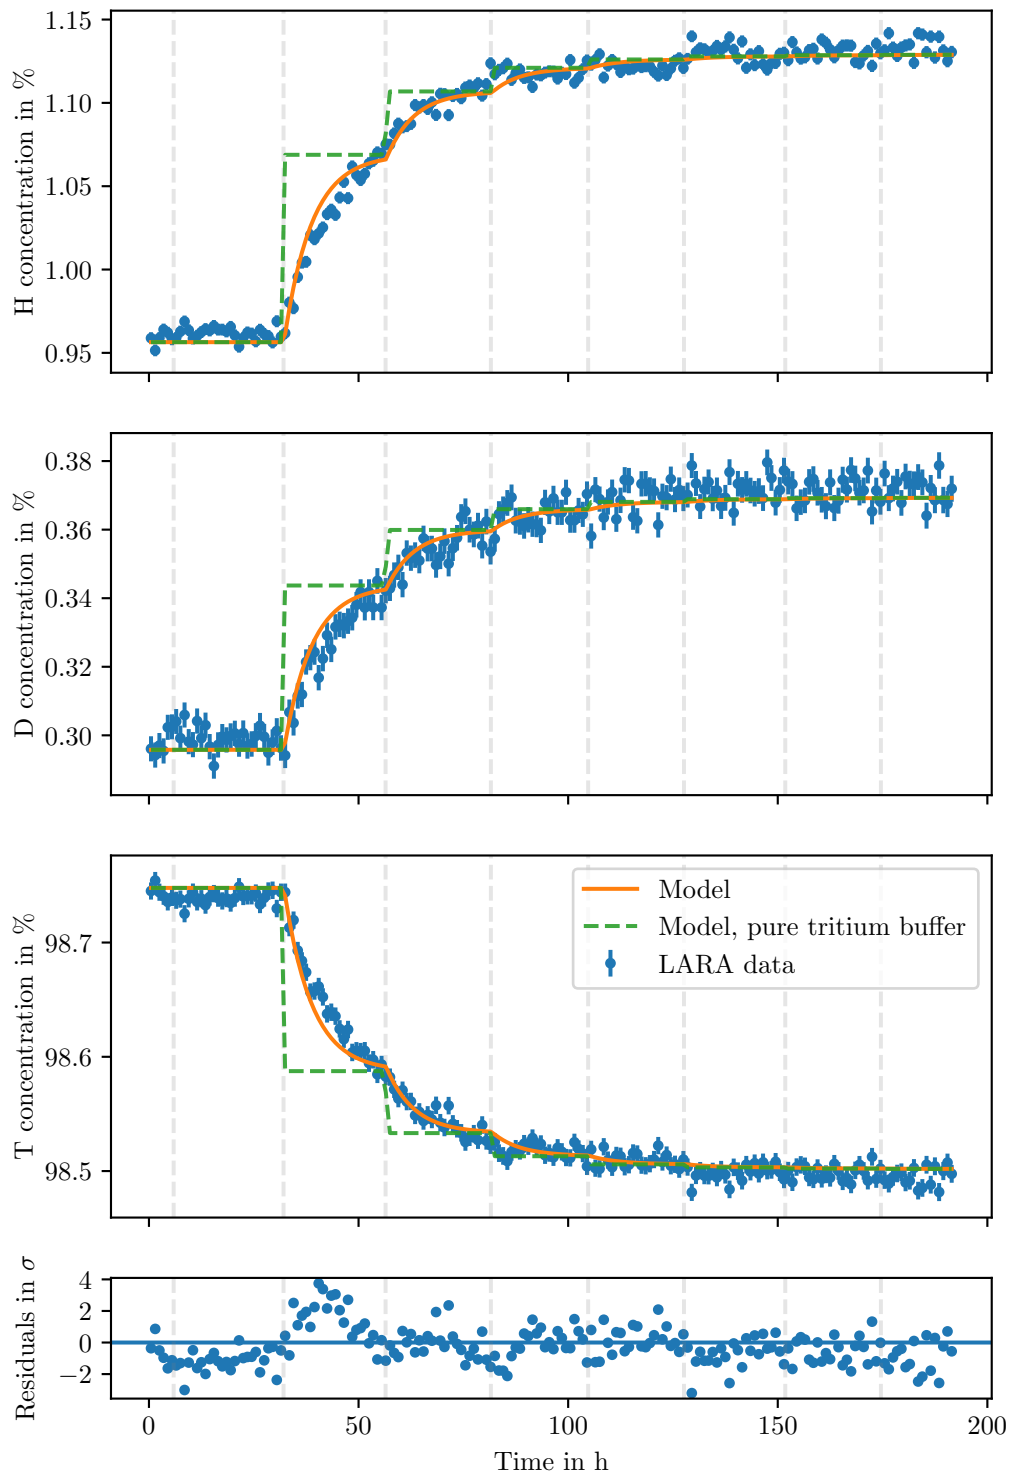 1.15
1.10
1.05
1.00
0.95
H concentration in %
0.38
0.36
0.34
0.32
0.30
D concentration in %
98.7
98.6
98.5
T concentration in %
Model
Model, pure tritium buffer
LARA data
4
2
0
−2
Residuals in σ
0
50
100
150
200
Time in h